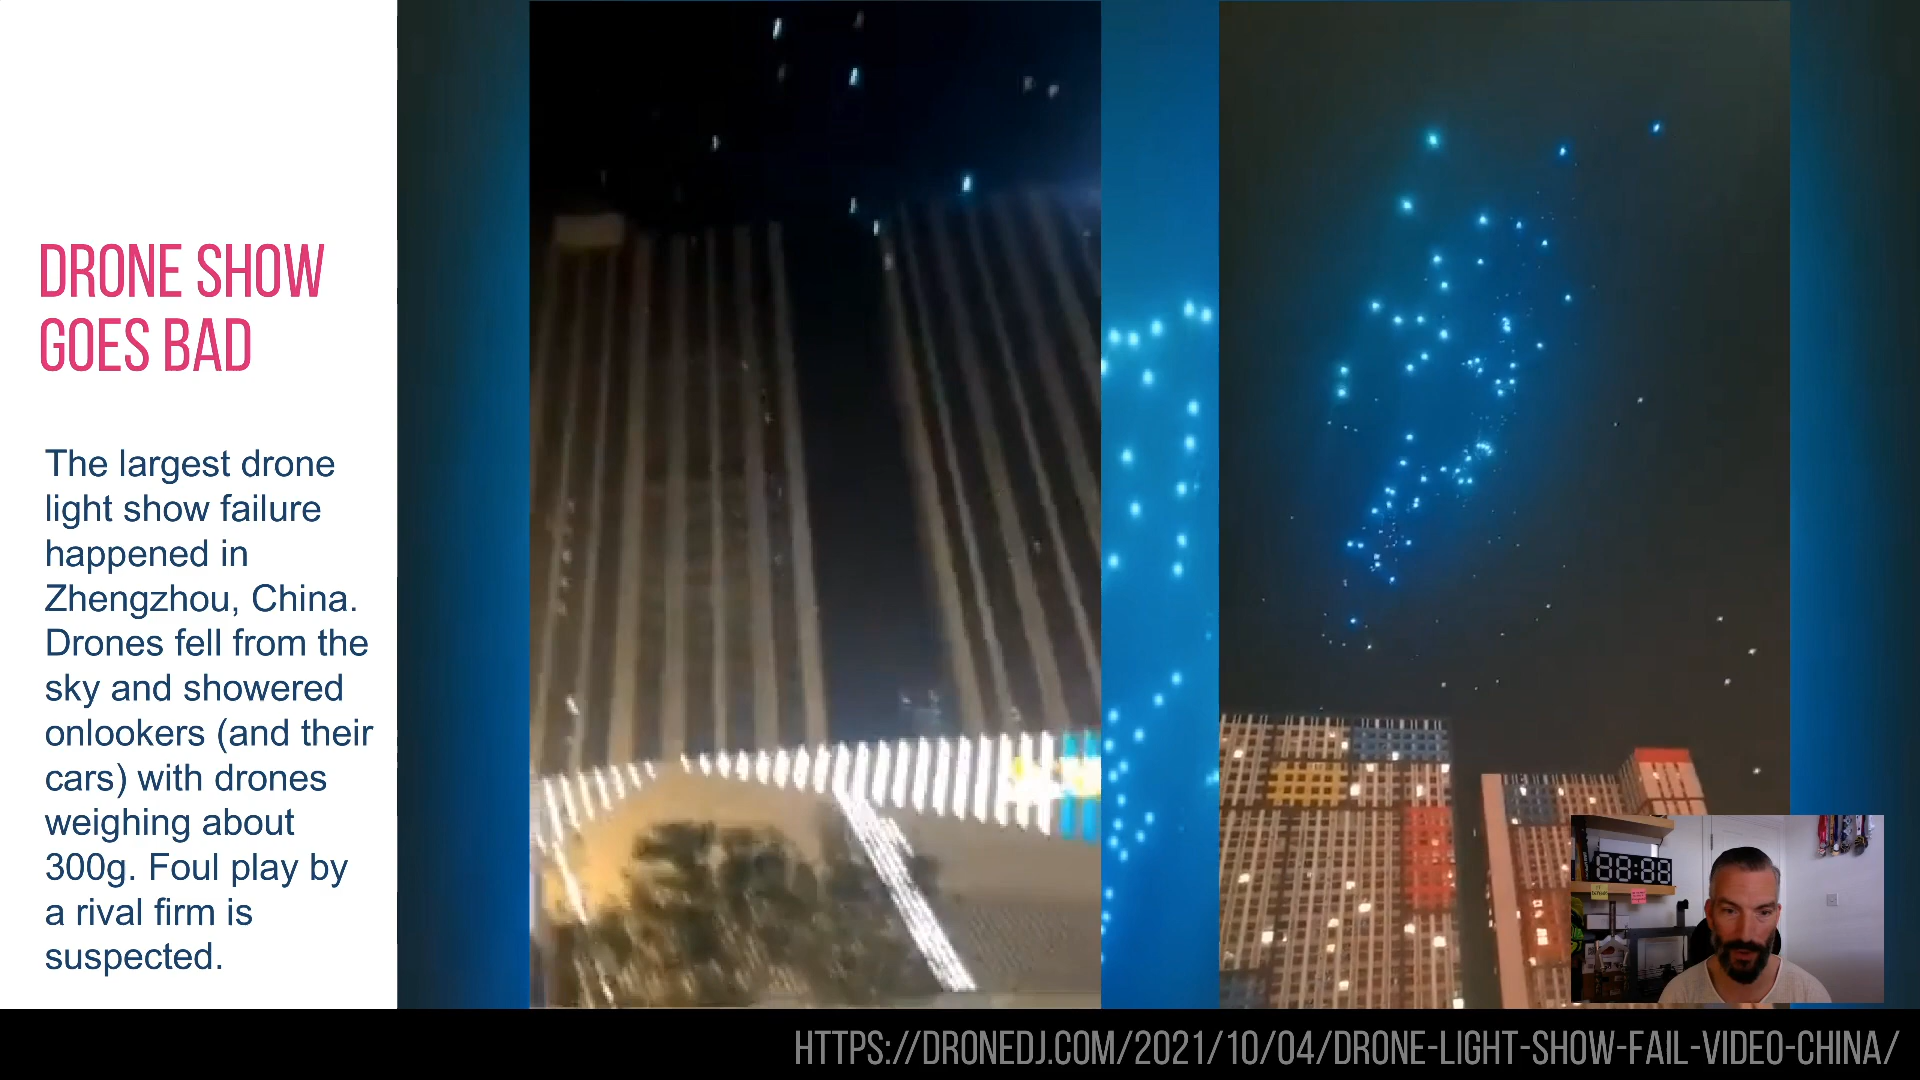 DRONE SHOW
GOES BAD
The largest drone
light show failure
happened in
Zhengzhou, China.
Drones fell from the
sky and showered
onlookers (and their
cars) with drones
weighing about
300g. Foul play by
a rival firm is
suspected.
88:88
HTTPS://DRONEDJ.COM/2021/10/04/DRONE-LIGHT-SHOW-FAIL-VIDEO-CHINA/